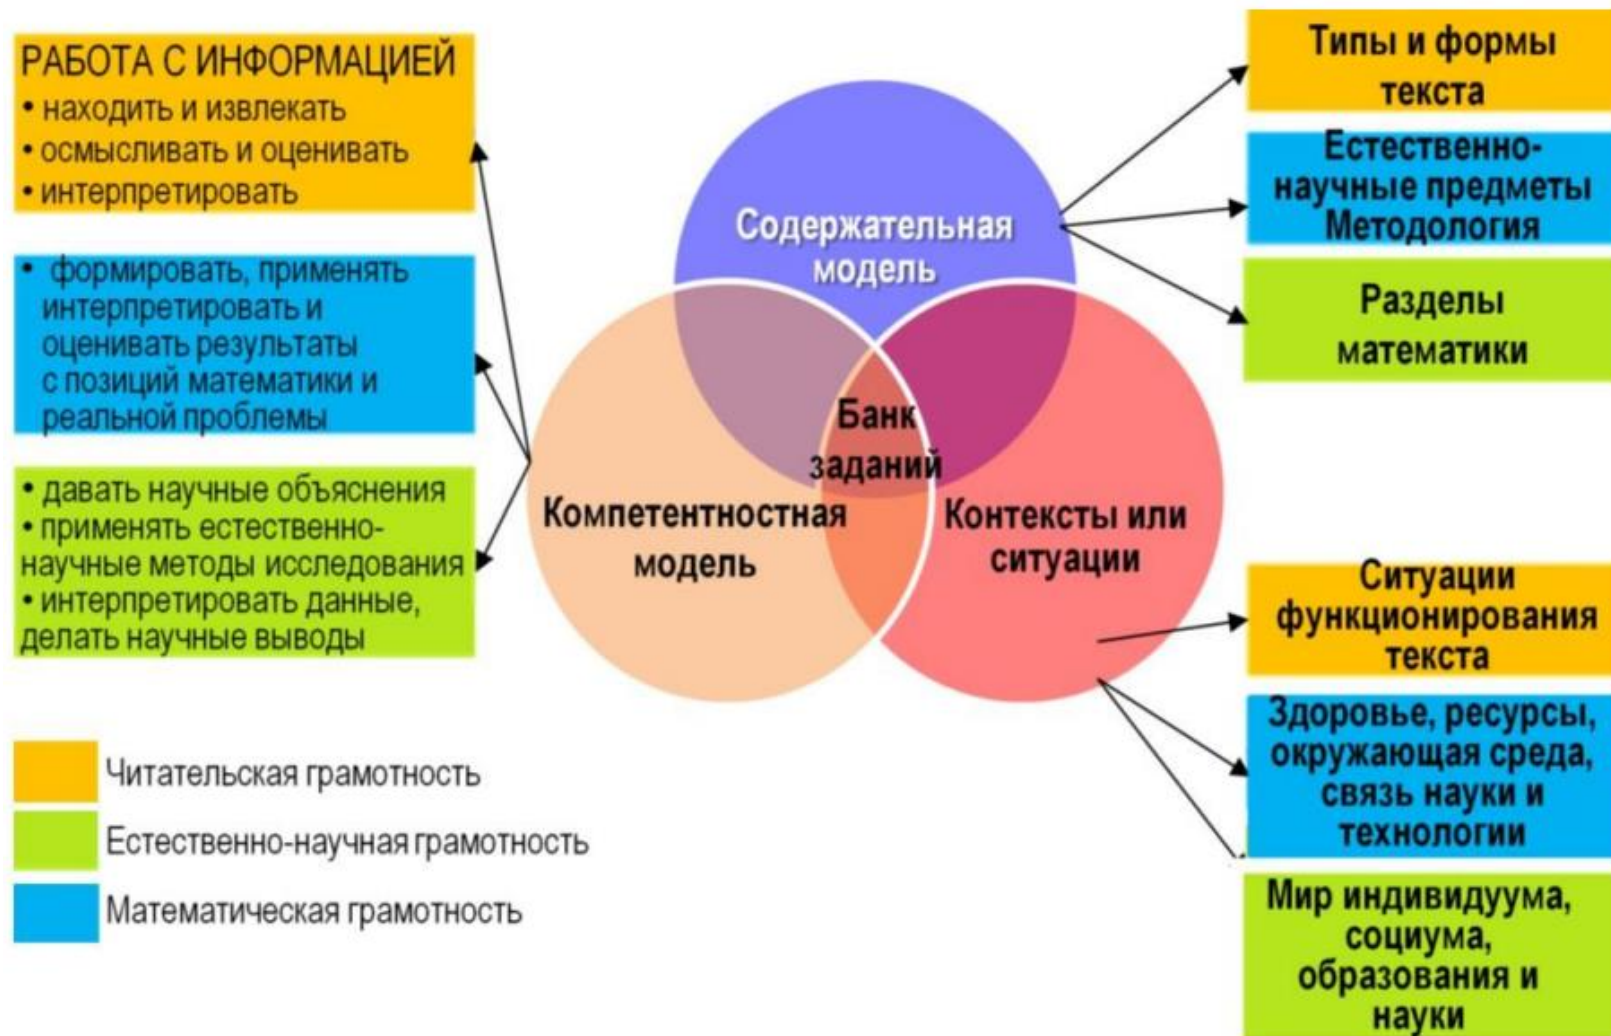 РАБОТА С ИНФОРМАЦИЕЙ
• находить и извлекать
• осмысливать и оценивать
• интерпретировать
• формировать, применять
интерпретировать и
оценивать результаты
с позиций математики и
реальной проблемы
• давать научные объяснения
• применять естественно-
научные методы исследования
• интерпретировать данные,
делать научные выводы
Читательская грамотность
Естественно-научная грамотность
Математическая грамотность
Содержательная
модель
Банк
заданий
Компетентностная
модель
Контексты или
ситуации
Типы и формы
текста
Естественно-
научные предметы
Методология
Разделы
математики
Ситуации
функционирования
текста
Здоровье, ресурсы,
окружающая среда,
связь науки и
технологии
Мир индивидуума,
социума,
образования и
науки